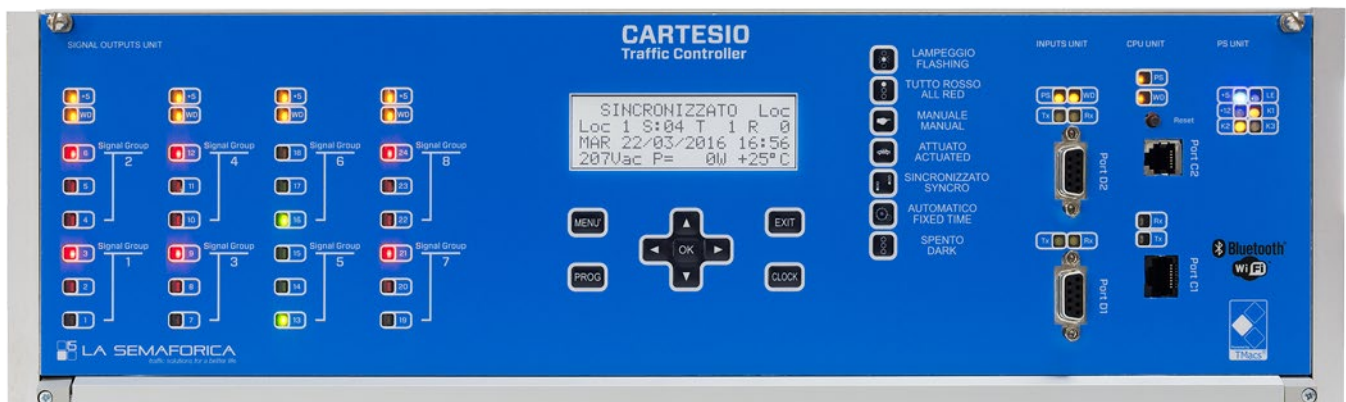 SIGNAL OUTPUTS UNIT
+5
WD
6
Signal Group
2
5
4
3
Signal Group
1
2
1
+5
WD
12
Signal Group
4
11
10
9
Signal Group
3
8
7
+5
WD
18
Signal Group
6
17
16
15
Signal Group
5
14
13
+5
WD
24
Signal Group
8
23
22
21
Signal Group
7
20
19
5 LA SEMAFORICA
traffic solutions for a better life
CARTESIO
Traffic Controller
SINCRONIZZATO Loc
Loc 1 S:04 T 1 R 0
MAR 22/03/2016 16:56
207Vac P= 0W +25°C
MENU'
EXIT
OK
PROG
CLOCK
LAMPEGGIO
FLASHING
TUTTO ROSSO
ALL RED
MANUALE
MANUAL
ATTUATO
ACTUATED
SINCRONIZZATO
SYNCRO
AUTOMATICO
FIXED TIME
SPENTO
DARK
INPUTS UNIT
PS WD
Tx Rx
Port D2
Tx Rx
Port D1
CPU UNIT
PS
WD
Reset
Port C2
Rx
Tx
Port C1
PS UNIT
+5 LE
+12 K1
K2 K3
Bluetooth
WiFi
TMacs